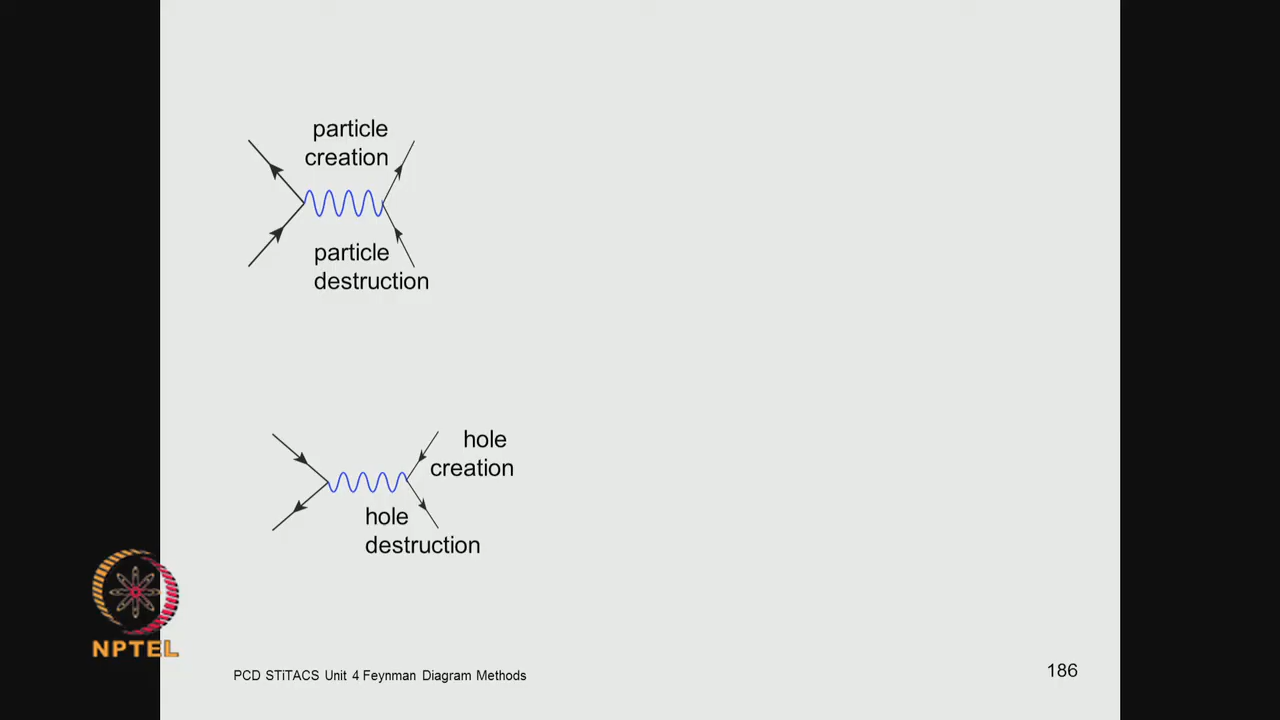 particle
creation
particle
destruction
hole
creation
hole
destruction
NPTEL
PCD STiTACS Unit 4 Feynman Diagram Methods
186